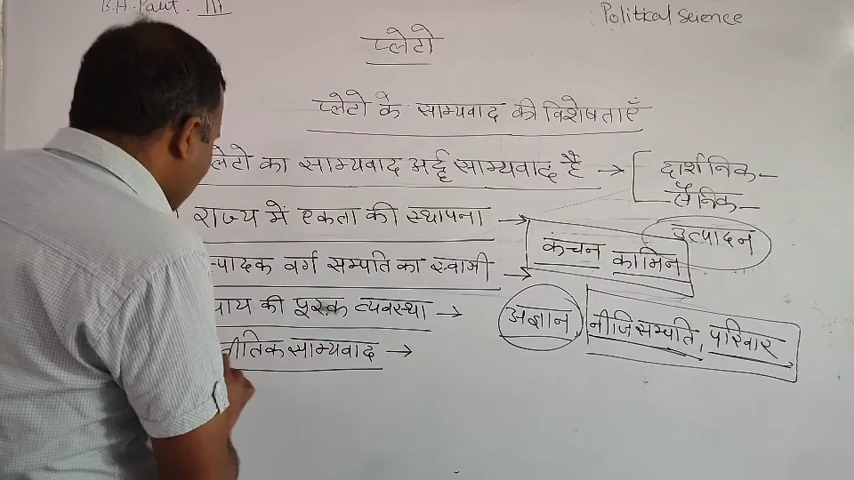 B.A. Part. III
Political Science
प्लेटो
प्लेटो के साम्यवाद की विशेषताएँ
लेटो का साम्यवाद अर्द्ध साम्यवाद है → दार्शनिक
सैनिक
उत्पादन
राज्य में एकता की स्थापना →
कंचन कामिन
पादक वर्ग सम्पति का स्वामी →
याय की पूरक व्यवस्था → अज्ञान, नीजि सम्पति, परिवार
नीतिक साम्यवाद →